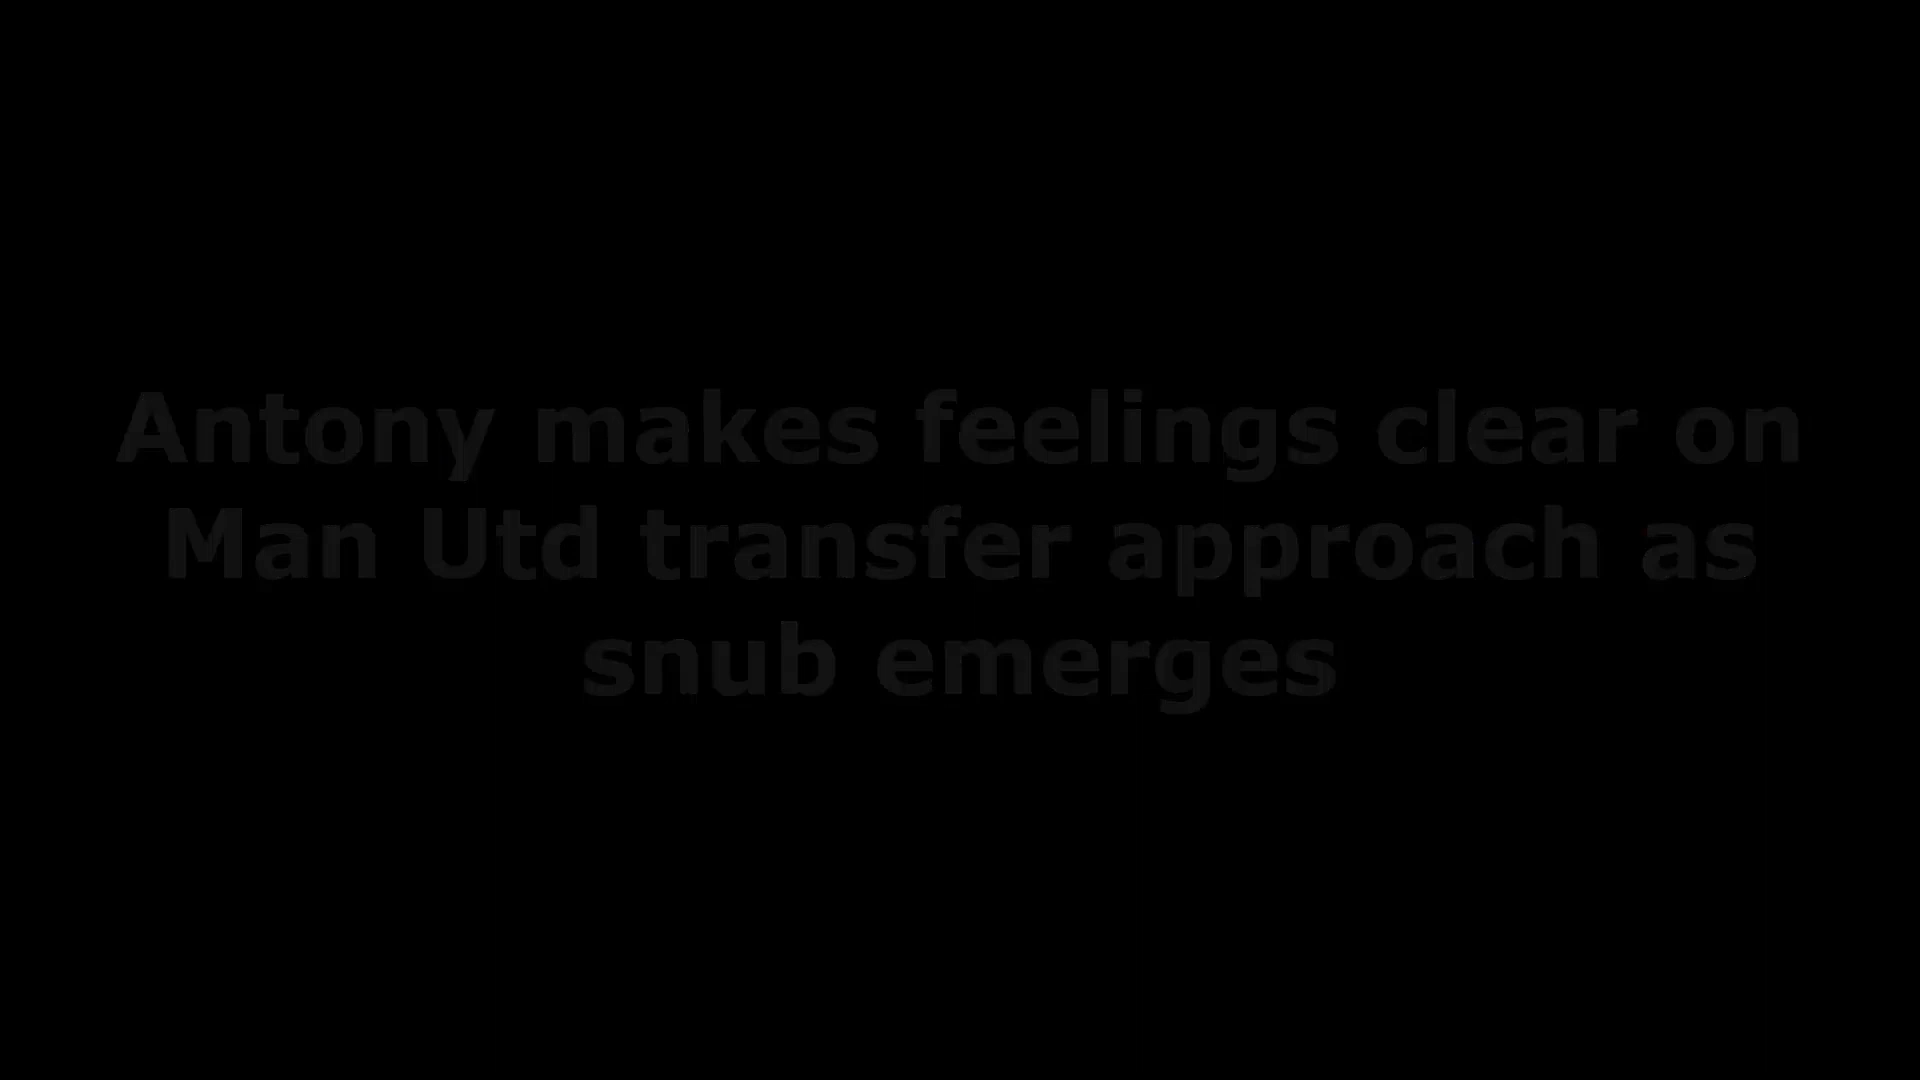 Antony makes feelings clear on
Man Utd transfer approach as
snub emerges